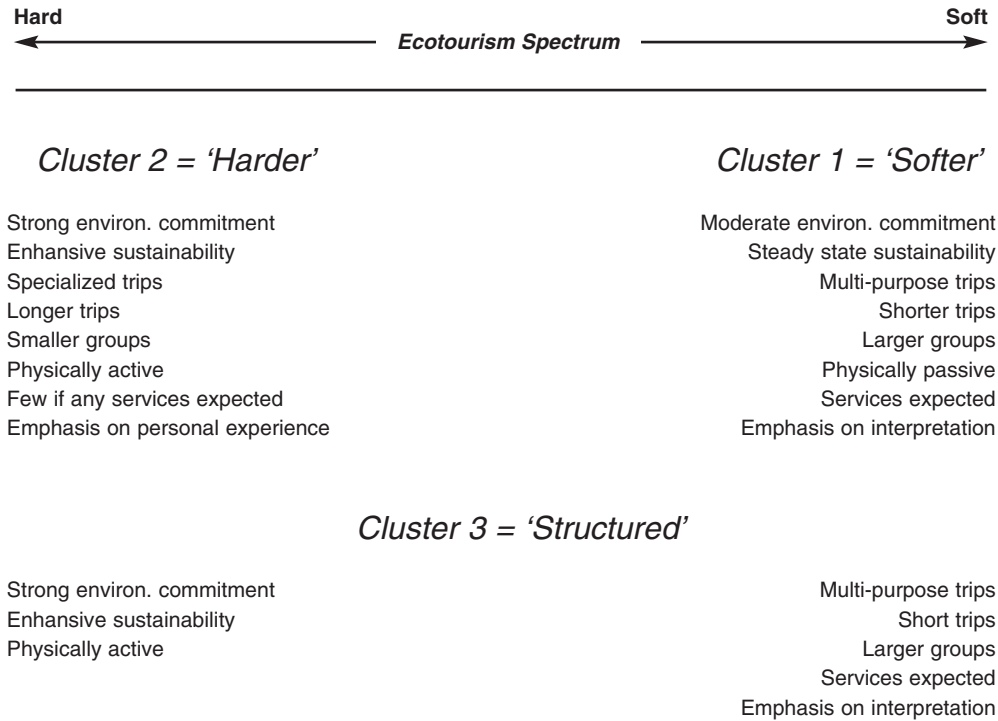 Hard
Soft
Ecotourism Spectrum
Cluster 2 = ‘Harder’
Strong environ. commitment
Enhansive sustainability
Specialized trips
Longer trips
Smaller groups
Physically active
Few if any services expected
Emphasis on personal experience
Cluster 1 = ‘Softer’
Moderate environ. commitment
Steady state sustainability
Multi-purpose trips
Shorter trips
Larger groups
Physically passive
Services expected
Emphasis on interpretation
Cluster 3 = ‘Structured’
Strong environ. commitment
Enhansive sustainability
Physically active
Multi-purpose trips
Short trips
Larger groups
Services expected
Emphasis on interpretation